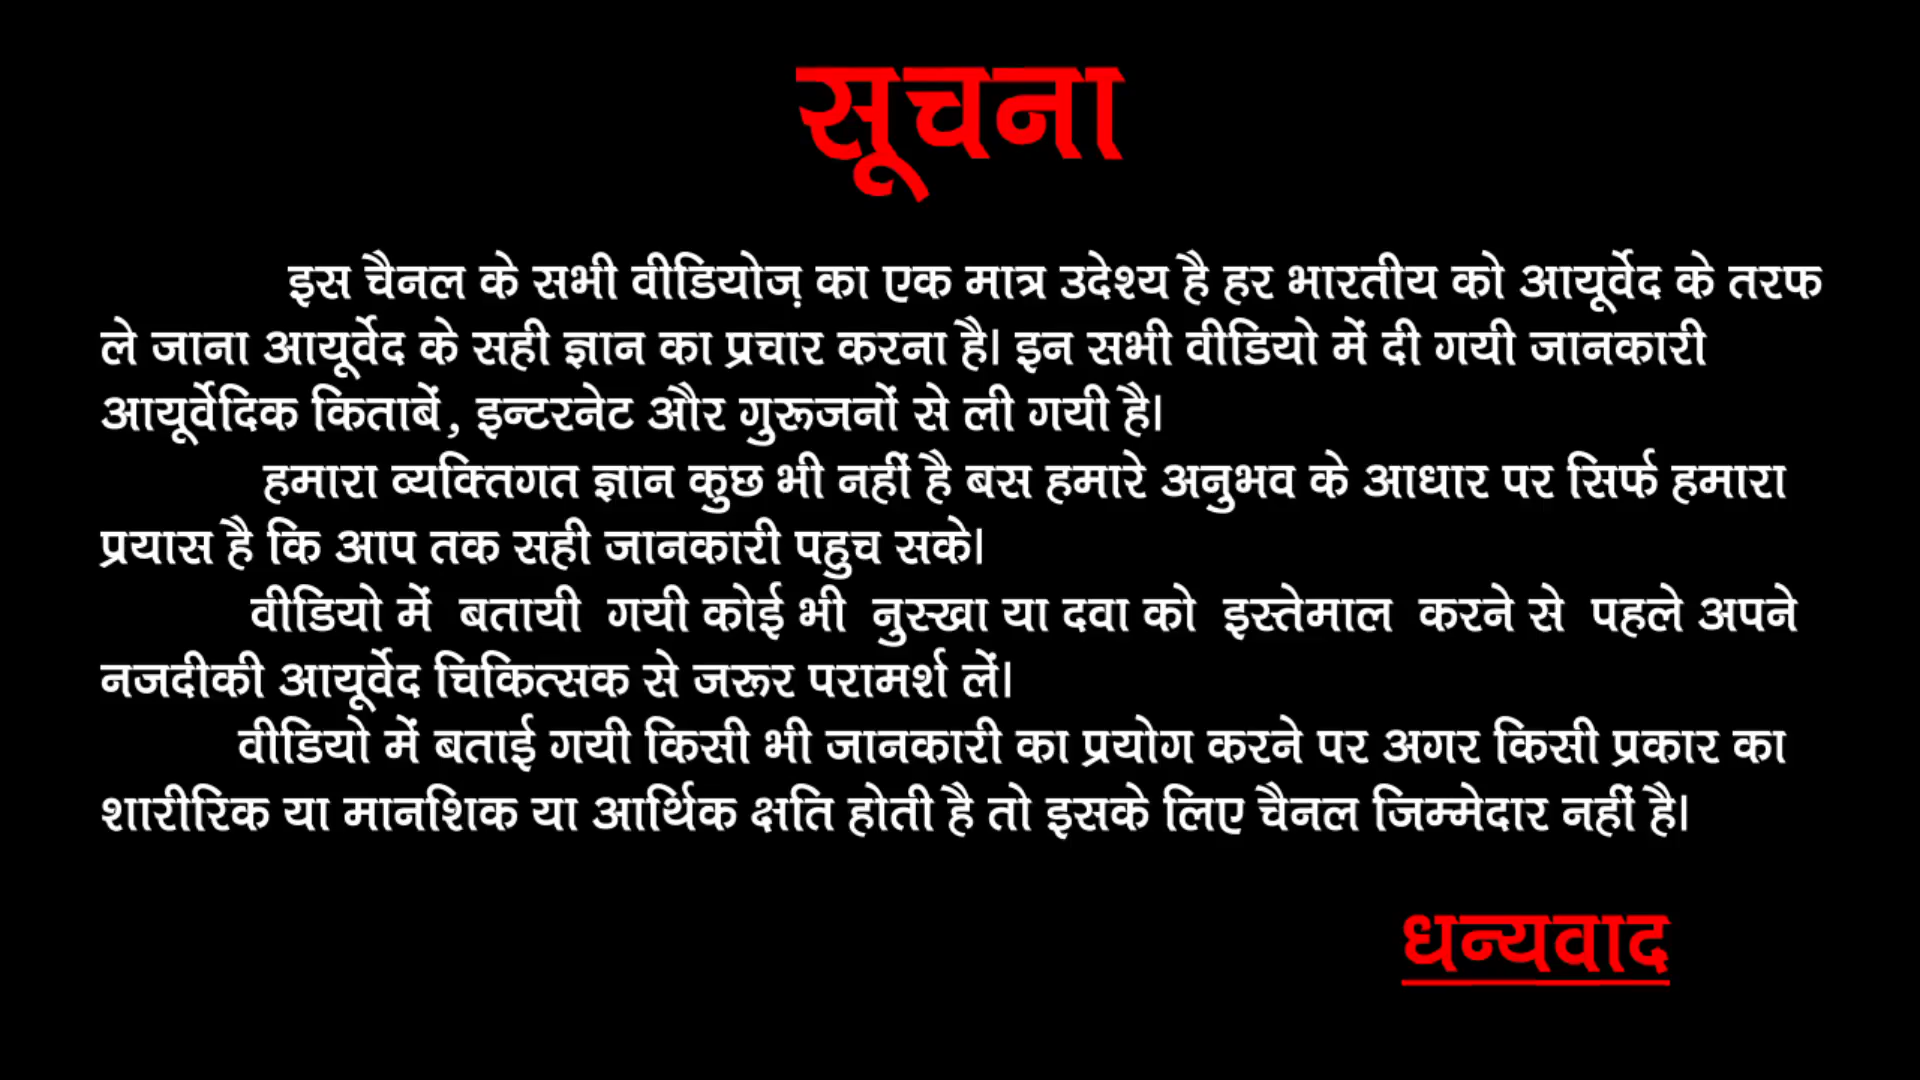 सूचना
इस चैनल के सभी वीडियोज़ का एक मात्र उदेश्य है हर भारतीय को आयूर्वेद के तरफ
ले जाना आयूर्वेद के सही ज्ञान का प्रचार करना है। इन सभी वीडियो में दी गयी जानकारी
आयूर्वेदिक किताबें, इन्टरनेट और गुरूजनों से ली गयी है।
हमारा व्यक्तिगत ज्ञान कुछ भी नहीं है बस हमारे अनुभव के आधार पर सिर्फ हमारा
प्रयास है कि आप तक सही जानकारी पहुच सके।
वीडियो में बतायी गयी कोई भी नुस्खा या दवा को इस्तेमाल करने से पहले अपने
नजदीकी आयूर्वेद चिकित्सक से जरूर परामर्श लें।
वीडियो में बताई गयी किसी भी जानकारी का प्रयोग करने पर अगर किसी प्रकार का
शारीरिक या मानशिक या आर्थिक क्षति होती है तो इसके लिए चैनल जिम्मेदार नहीं है।
धन्यवाद